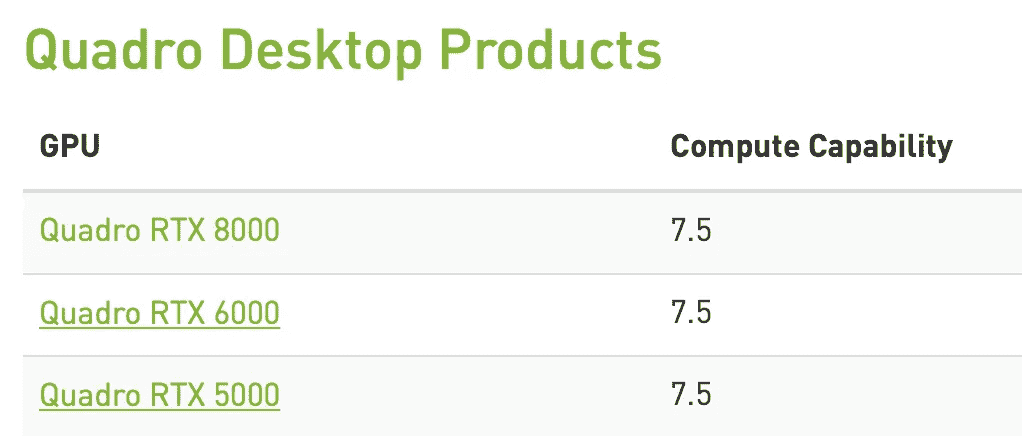 Quadro Desktop Products
GPU Compute Capability
Quadro RTX 8000 7.5
Quadro RTX 6000 7.5
Quadro RTX 5000 7.5